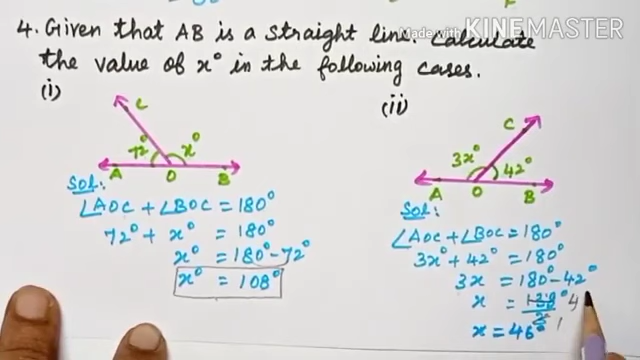 4. Given that AB is a straight line. Calculate
Made with KINEMASTER
the value of x° in the following cases.
(i)
(ii)
C
72° x°
A O B
Sol:
∠AOC + ∠BOC = 180°
72° + x° = 180°
x° = 180° - 72°
x° = 108°
C
3x° 42°
A O B
Sol:
∠AOC + ∠BOC = 180°
3x° + 42° = 180°
3x = 180° - 42°
x =
x = 46°